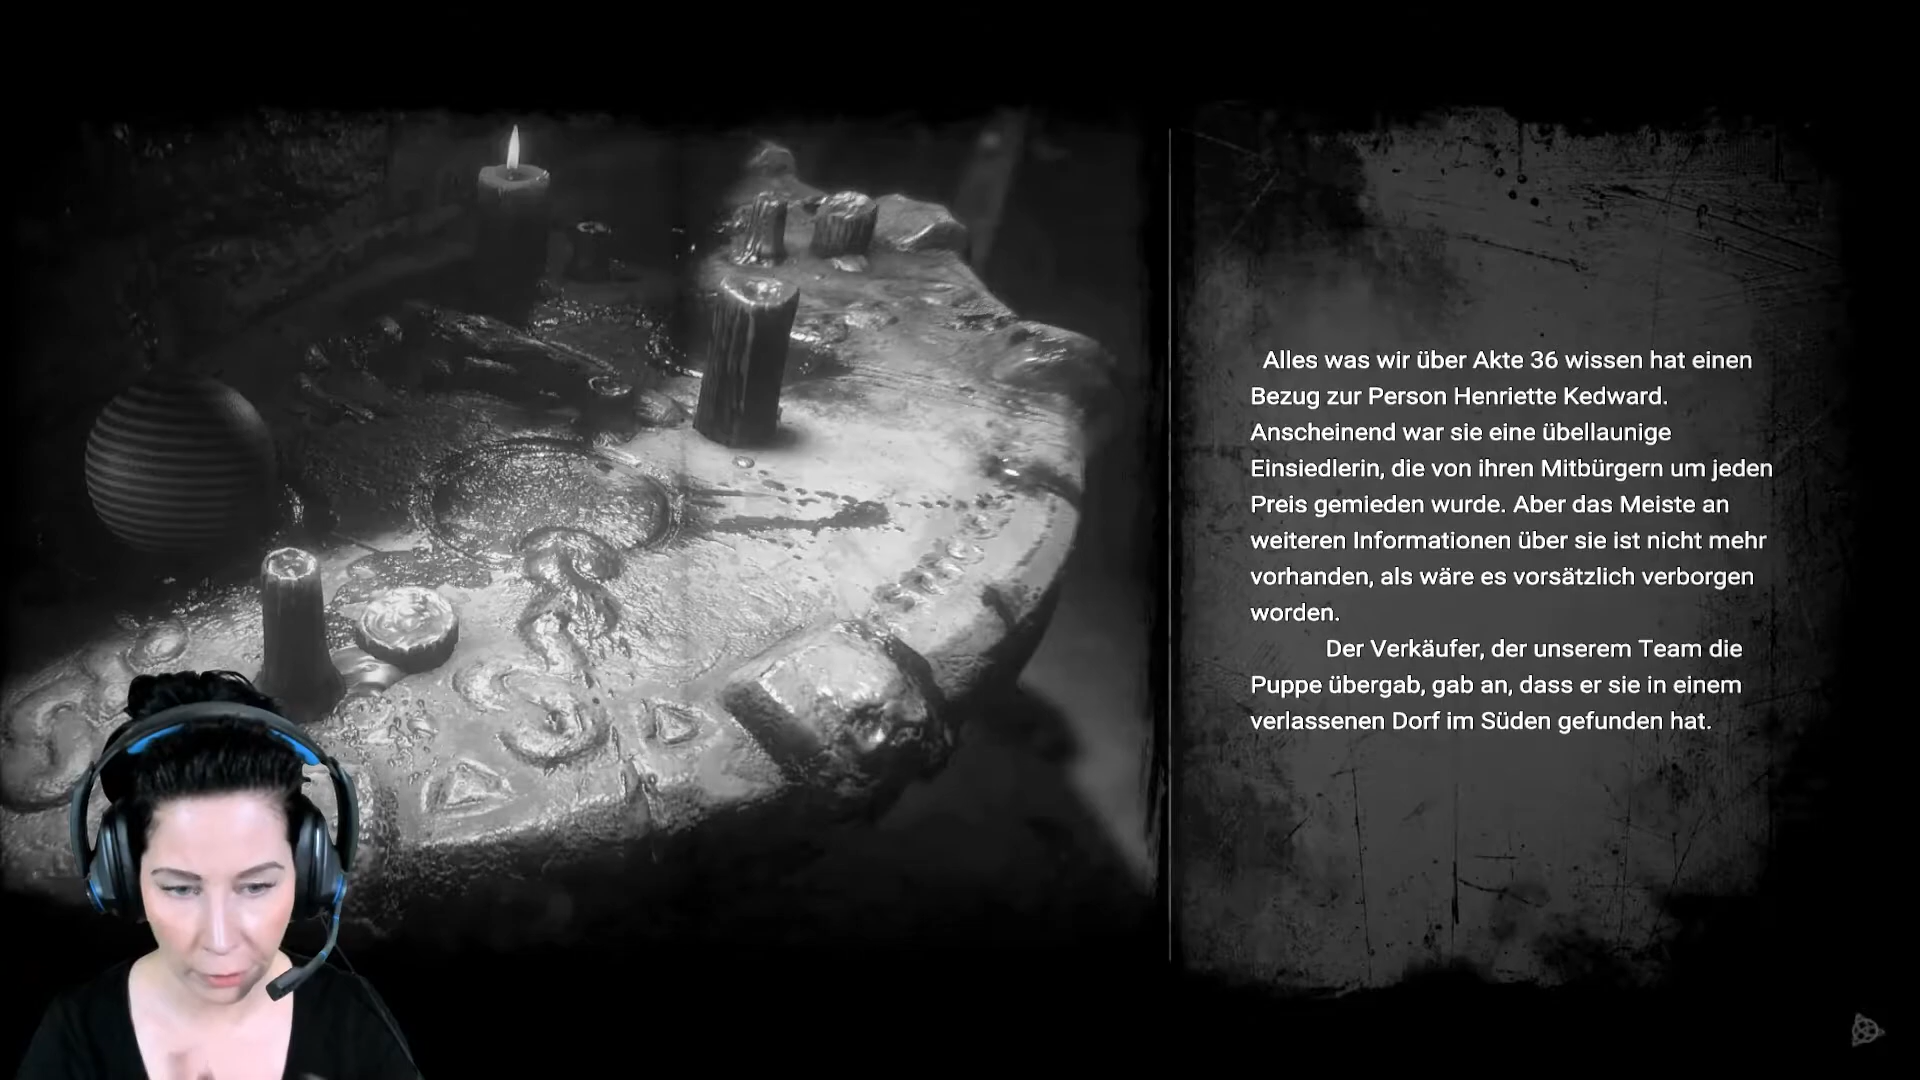 Alles was wir über Akte 36 wissen hat einen
Bezug zur Person Henriette Kedward.
Anscheinend war sie eine übellaunige
Einsiedlerin, die von ihren Mitbürgern um jeden
Preis gemieden wurde. Aber das Meiste an
weiteren Informationen über sie ist nicht mehr
vorhanden, als wäre es vorsätzlich verborgen
worden.
Der Verkäufer, der unserem Team die
Puppe übergab, gab an, dass er sie in einem
verlassenen Dorf im Süden gefunden hat.